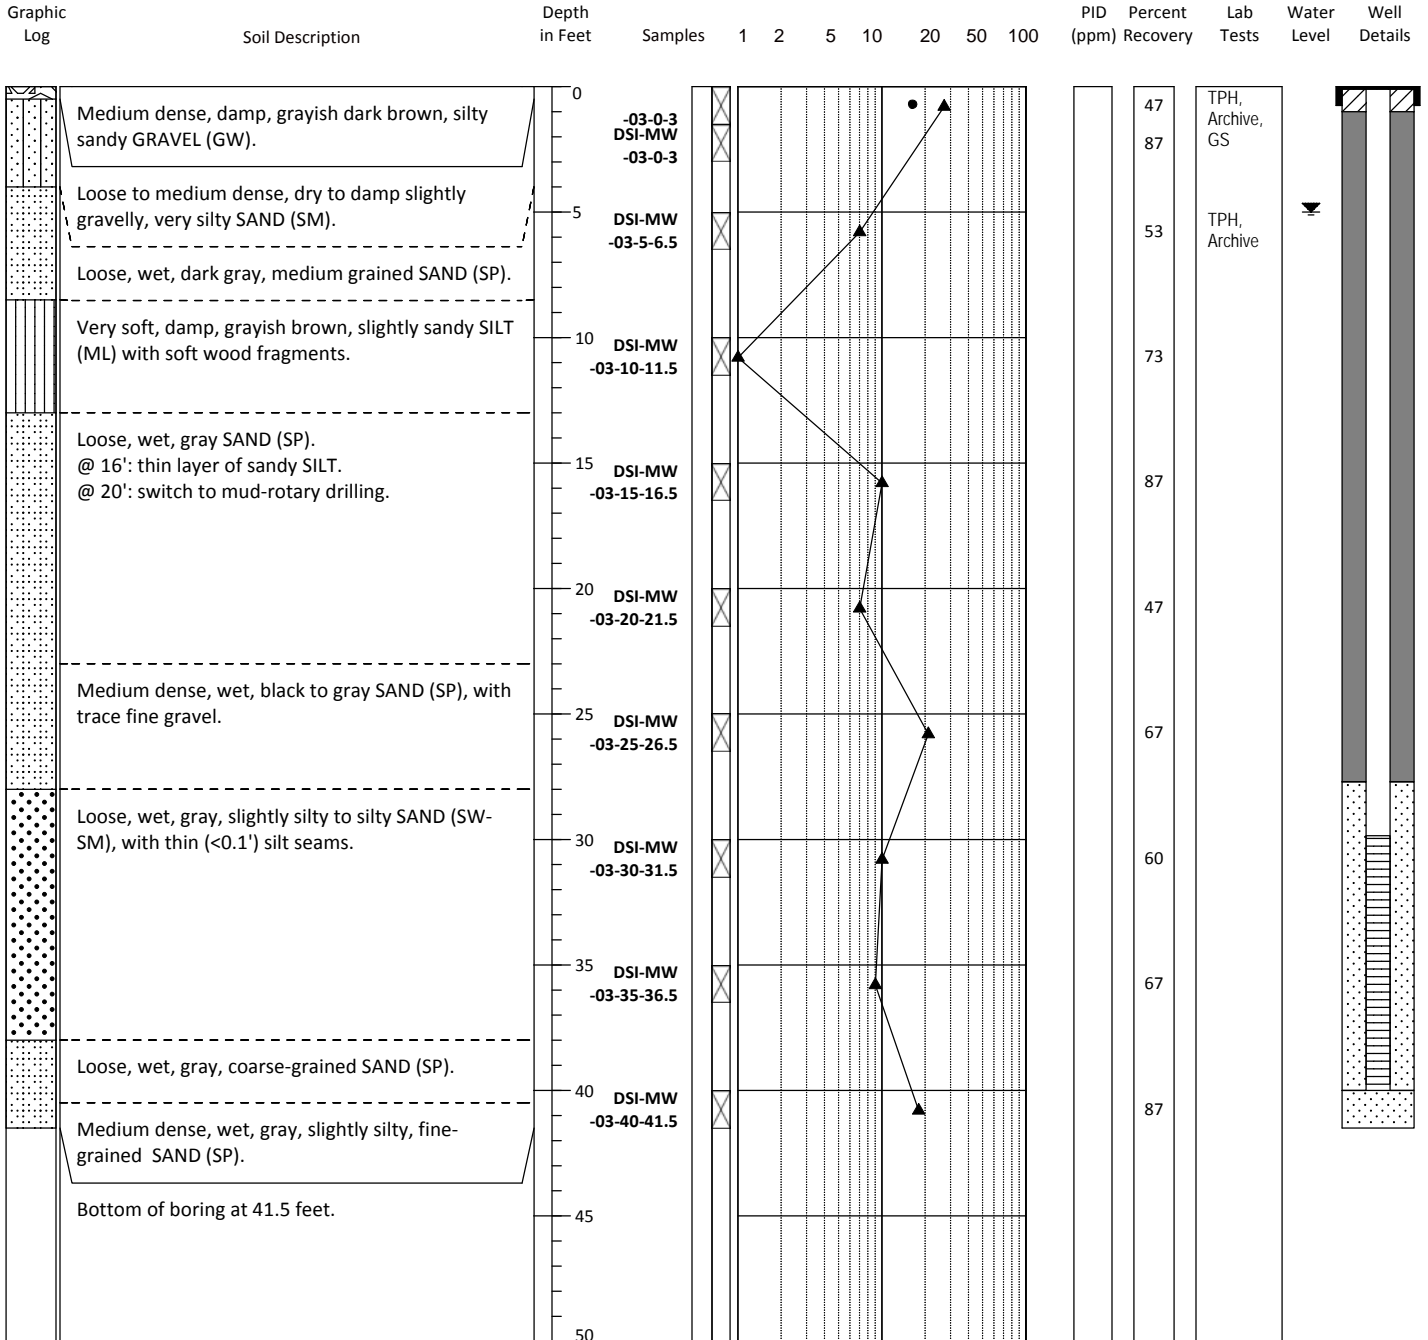 Graphic Log
Soil Description
Depth in Feet
Samples
1 2 5 10 20 50 100
PID (ppm)
Percent Recovery
Lab Tests
Water Level
Well Details
0
Medium dense, damp, grayish dark brown, silty
sandy GRAVEL (GW).
-03-0-3
DSI-MW
-03-0-3
47
87
TPH,
Archive,
GS
Loose to medium dense, dry to damp slightly
gravelly, very silty SAND (SM).
5
DSI-MW
-03-5-6.5
53
TPH,
Archive
Loose, wet, dark gray, medium grained SAND (SP).
Very soft, damp, grayish brown, slightly sandy SILT
(ML) with soft wood fragments.
10
DSI-MW
-03-10-11.5
73
Loose, wet, gray SAND (SP).
@ 16': thin layer of sandy SILT.
@ 20': switch to mud-rotary drilling.
15
DSI-MW
-03-15-16.5
87
20
DSI-MW
-03-20-21.5
47
Medium dense, wet, black to gray SAND (SP), with
trace fine gravel.
25
DSI-MW
-03-25-26.5
67
Loose, wet, gray, slightly silty to silty SAND (SW-
SM), with thin (<0.1') silt seams.
30
DSI-MW
-03-30-31.5
60
35
DSI-MW
-03-35-36.5
67
Loose, wet, gray, coarse-grained SAND (SP).
40
DSI-MW
-03-40-41.5
87
Medium dense, wet, gray, slightly silty, fine-
grained SAND (SP).
Bottom of boring at 41.5 feet.
45
50